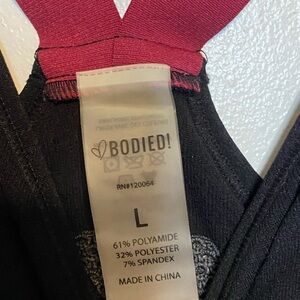 BODIED!
RN#120064
L
61% POLYAMIDE
32% POLYESTER
7% SPANDEX
MADE IN CHINA